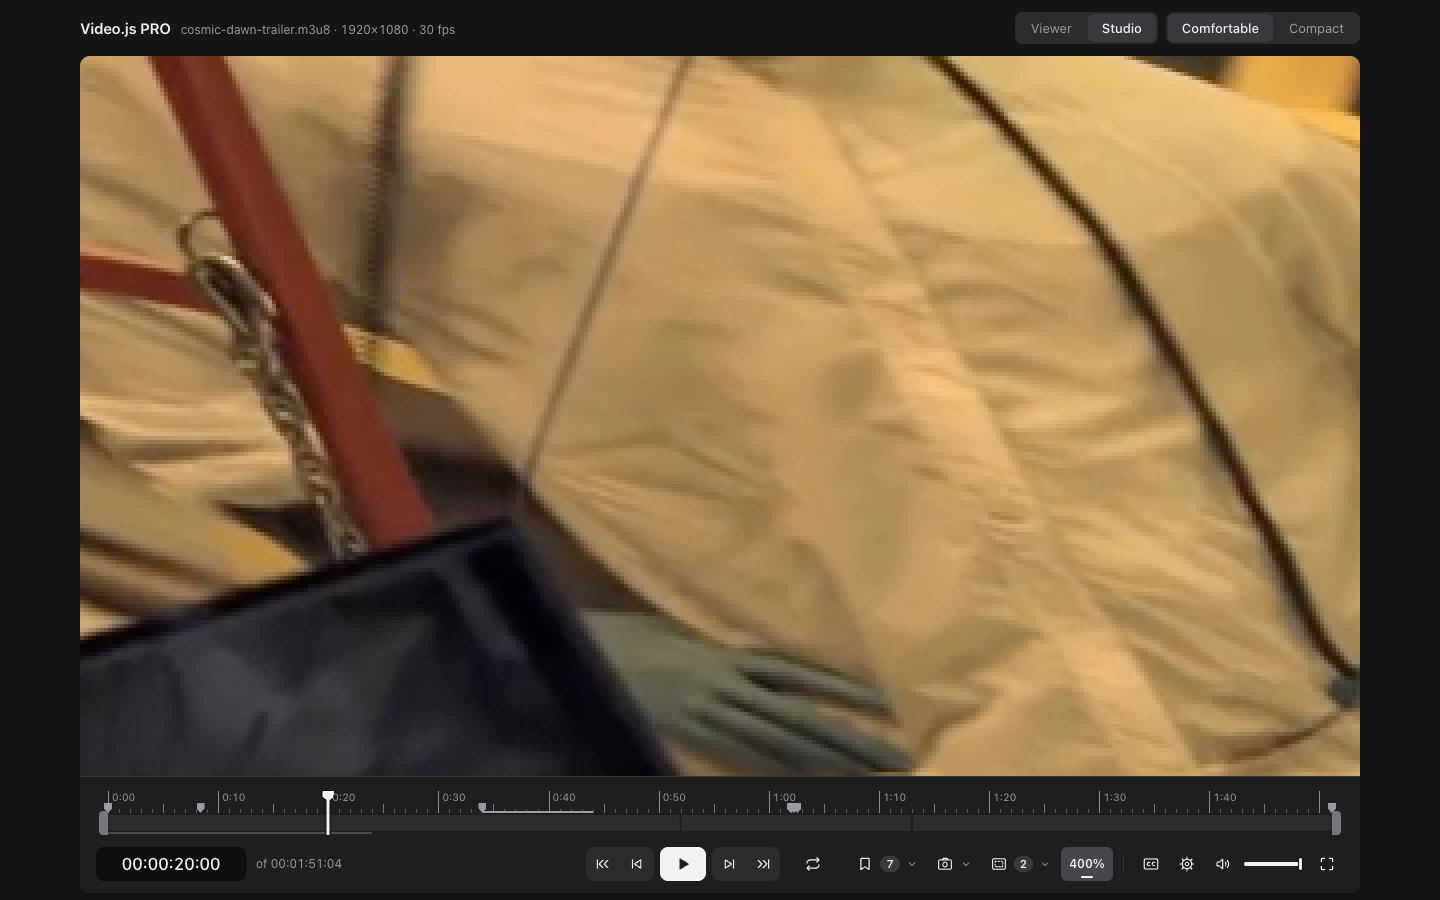 Video.js PRO cosmic-dawn-trailer.m3u8 · 1920×1080 · 30 fps
Viewer Studio Comfortable Compact
0:00 0:10 0:20 0:30 0:40 0:50 1:00 1:10 1:20 1:30 1:40
00:00:20:00 of 00:01:51:04 7 2 400% CC